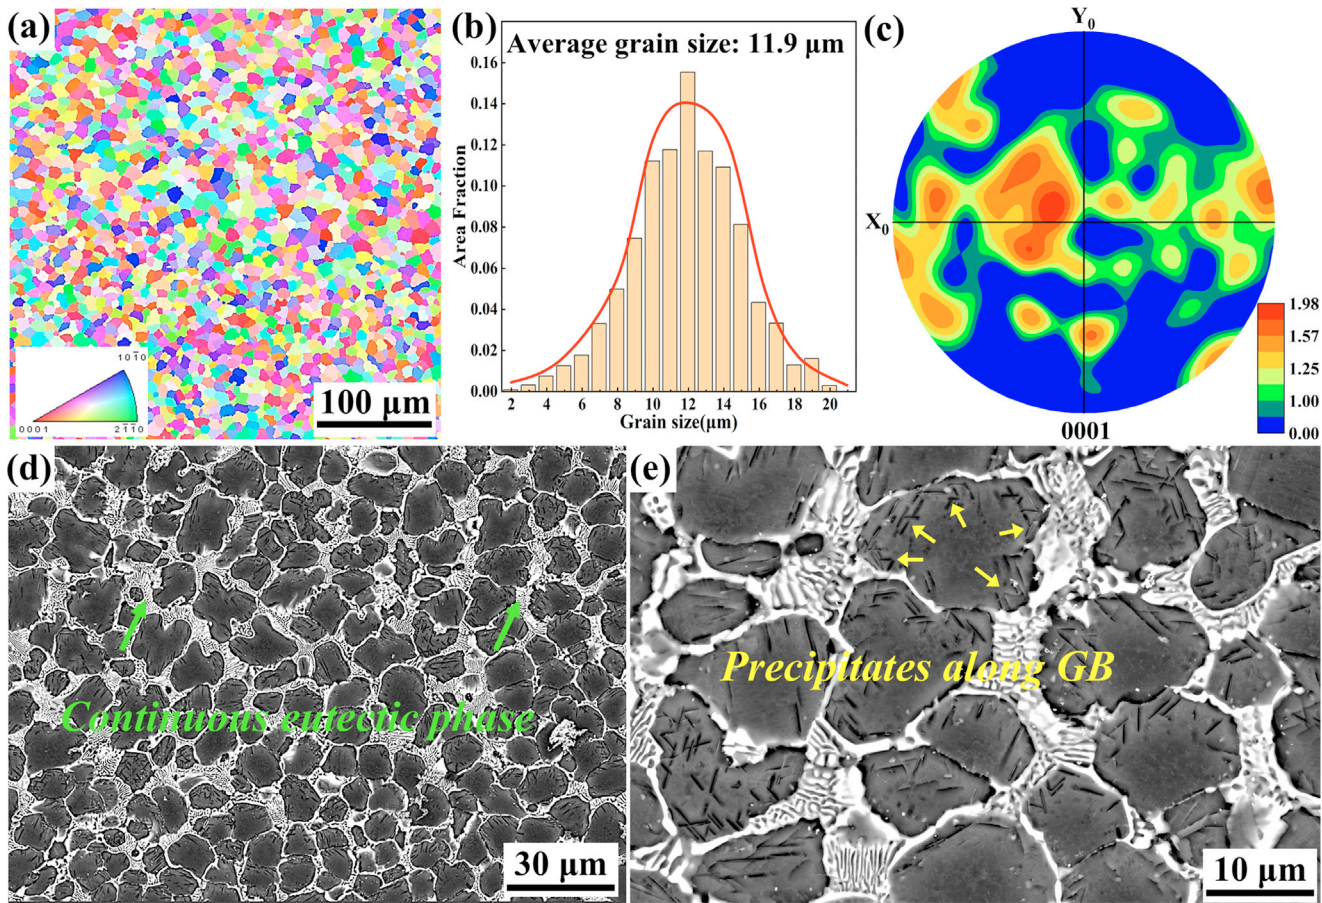 (a)
101̄0
0001
2̄1̄1̄0
100 μm
(b)
Average grain size: 11.9 μm
Area Fraction
0.16
0.14
0.12
0.10
0.08
0.06
0.04
0.02
0.00
2 4 6 8 10 12 14 16 18 20
Grain size(μm)
(c)
Y0
X0
0001
1.98
1.57
1.25
1.00
0.00
(d)
Continuous eutectic phase
30 μm
(e)
Precipitates along GB
10 μm